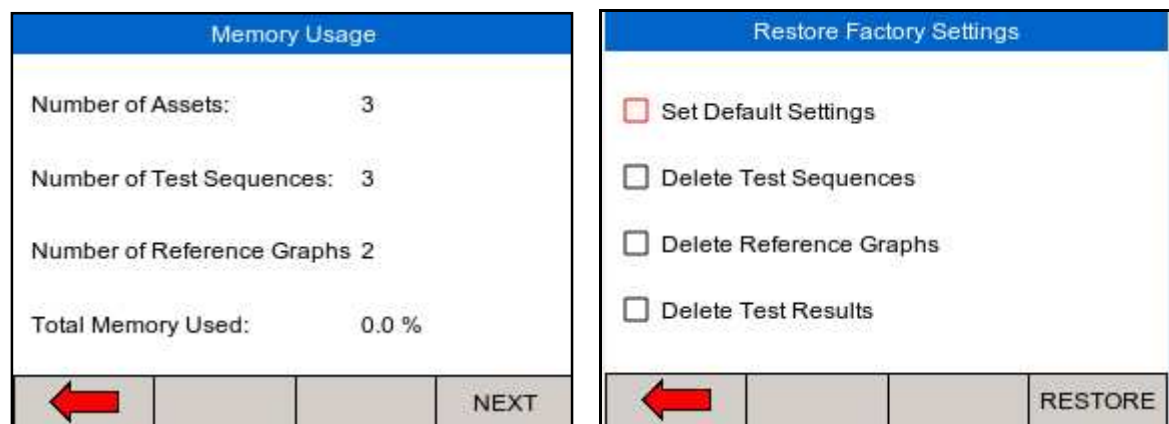 Memory Usage
Number of Assets: 3
Number of Test Sequences: 3
Number of Reference Graphs 2
Total Memory Used: 0.0 %
NEXT
Restore Factory Settings
Set Default Settings
Delete Test Sequences
Delete Reference Graphs
Delete Test Results
RESTORE